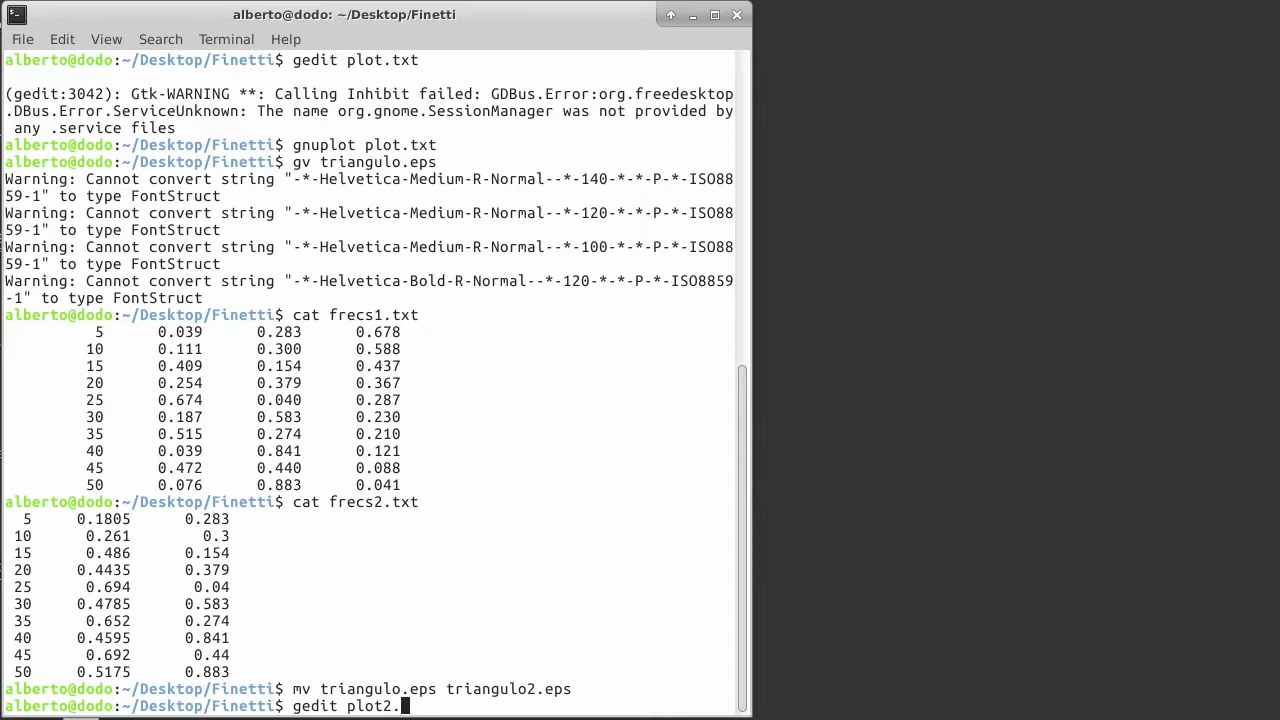 alberto@dodo: ~/Desktop/Finetti
File Edit View Search Terminal Help
alberto@dodo:~/Desktop/Finetti$ gedit plot.txt
(gedit:3042): Gtk-WARNING **: Calling Inhibit failed: GDBus.Error:org.freedesktop
.DBus.Error.ServiceUnknown: The name org.gnome.SessionManager was not provided by
any .service files
alberto@dodo:~/Desktop/Finetti$ gnuplot plot.txt
alberto@dodo:~/Desktop/Finetti$ gv triangulo.eps
Warning: Cannot convert string "-*-Helvetica-Medium-R-Normal--*-140-*-*-P-*-ISO88
59-1" to type FontStruct
Warning: Cannot convert string "-*-Helvetica-Medium-R-Normal--*-120-*-*-P-*-ISO88
59-1" to type FontStruct
Warning: Cannot convert string "-*-Helvetica-Medium-R-Normal--*-100-*-*-P-*-ISO88
59-1" to type FontStruct
Warning: Cannot convert string "-*-Helvetica-Bold-R-Normal--*-120-*-*-P-*-ISO8859
-1" to type FontStruct
alberto@dodo:~/Desktop/Finetti$ cat frecs1.txt
5 0.039 0.283 0.678
10 0.111 0.300 0.588
15 0.409 0.154 0.437
20 0.254 0.379 0.367
25 0.674 0.040 0.287
30 0.187 0.583 0.230
35 0.515 0.274 0.210
40 0.039 0.841 0.121
45 0.472 0.440 0.088
50 0.076 0.883 0.041
alberto@dodo:~/Desktop/Finetti$ cat frecs2.txt
5 0.1805 0.283
10 0.261 0.3
15 0.486 0.154
20 0.4435 0.379
25 0.694 0.04
30 0.4785 0.583
35 0.652 0.274
40 0.4595 0.841
45 0.692 0.44
50 0.5175 0.883
alberto@dodo:~/Desktop/Finetti$ mv triangulo.eps triangulo2.eps
alberto@dodo:~/Desktop/Finetti$ gedit plot2.